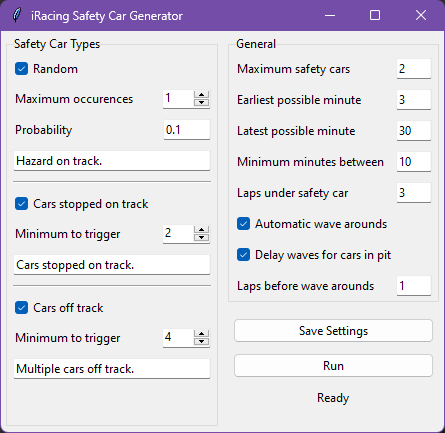 iRacing Safety Car Generator
Safety Car Types
Random
Maximum occurences 1
Probability 0.1
Hazard on track.
Cars stopped on track
Minimum to trigger 2
Cars stopped on track.
Cars off track
Minimum to trigger 4
Multiple cars off track.
General
Maximum safety cars 2
Earliest possible minute 3
Latest possible minute 30
Minimum minutes between 10
Laps under safety car 3
Automatic wave arounds
Delay waves for cars in pit
Laps before wave arounds 1
Save Settings
Run
Ready